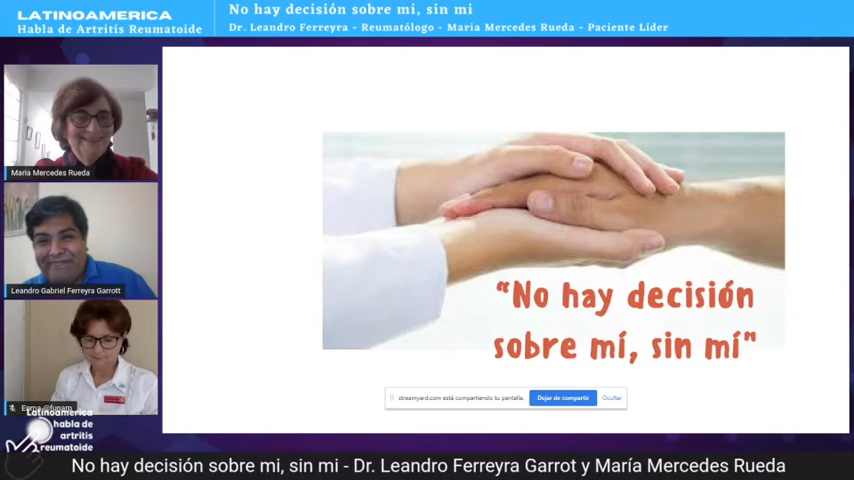 LATINOAMERICA
Habla de Artritis Reumatoide
No hay decisión sobre mi, sin mi
Dr. Leandro Ferreyra - Reumatólogo - Maria Mercedes Rueda - Paciente Líder
Maria Mercedes Rueda
Leandro Gabriel Ferreyra Garrott
Latinoamerica
habla de
artritis
reumatoide
“No hay decisión
sobre mí, sin mí”
streamyard.com está compartiendo tu pantalla.
Dejar de compartir
Ocultar
No hay decisión sobre mi, sin mi - Dr. Leandro Ferreyra Garrot y María Mercedes Rueda